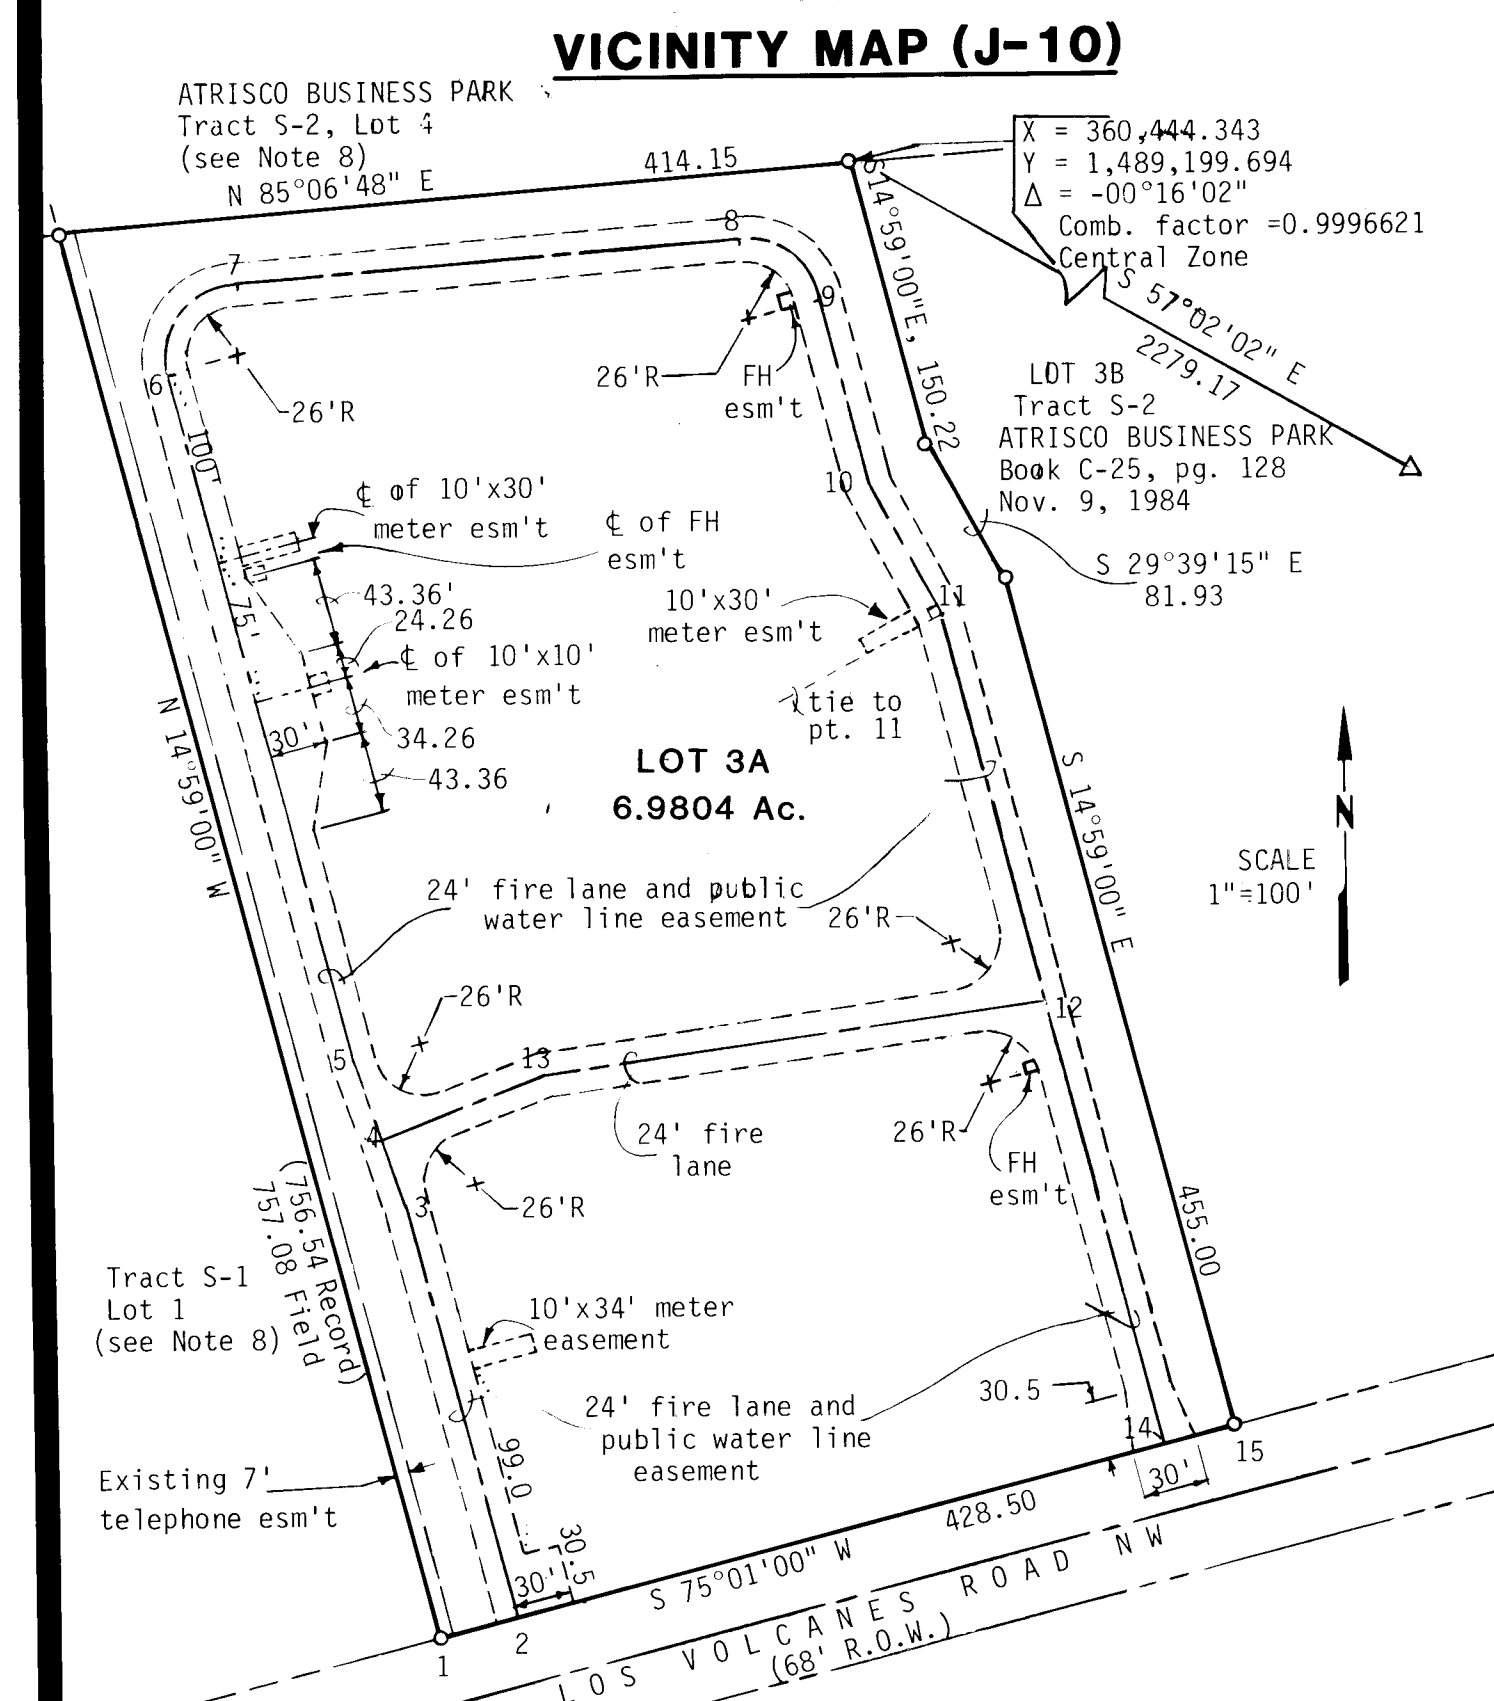 VICINITY MAP (J-10)
ATRISCO BUSINESS PARK
Tract S-2, Lot 4
(see Note 8)
N 85°06'48" E
414.15
X = 360,444.343
Y = 1,489,199.694
Δ = -00°16'02"
Comb. factor =0.9996621
Central Zone
S14°59'00"E, 150.22
S 57°02'02" E
2279.17
7
8
9
6
26'R
26'R
FH
esm't
100'
LOT 3B
Tract S-2
ATRISCO BUSINESS PARK
Book C-25, pg. 128
Nov. 9, 1984
10
℄ of 10'x30'
meter esm't
℄ of FH
esm't
S 29°39'15" E
81.93
43.36'
24.26
75'
10'x30'
meter esm't
11
℄ of 10'x10'
meter esm't
tie to
pt. 11
30'
34.26
43.36
LOT 3A
6.9804 Ac.
N 14°59'00" W
S 14°59'00" E
N
SCALE
1"=100'
24' fire lane and public
water line easement
26'R
26'R
12
5
13
4
24' fire
lane
26'R
FH
esm't
3
26'R
(756.54 Record)
757.08 Field
455.00
Tract S-1
Lot 1
(see Note 8)
10'x34' meter
easement
30.5
24' fire lane and
public water line
easement
14
15
99.0
Existing 7'
telephone esm't
30'
30.5
30'
428.50
S 75°01'00" W
1
2
LOS VOLCANES ROAD NW
(68' R.O.W.)